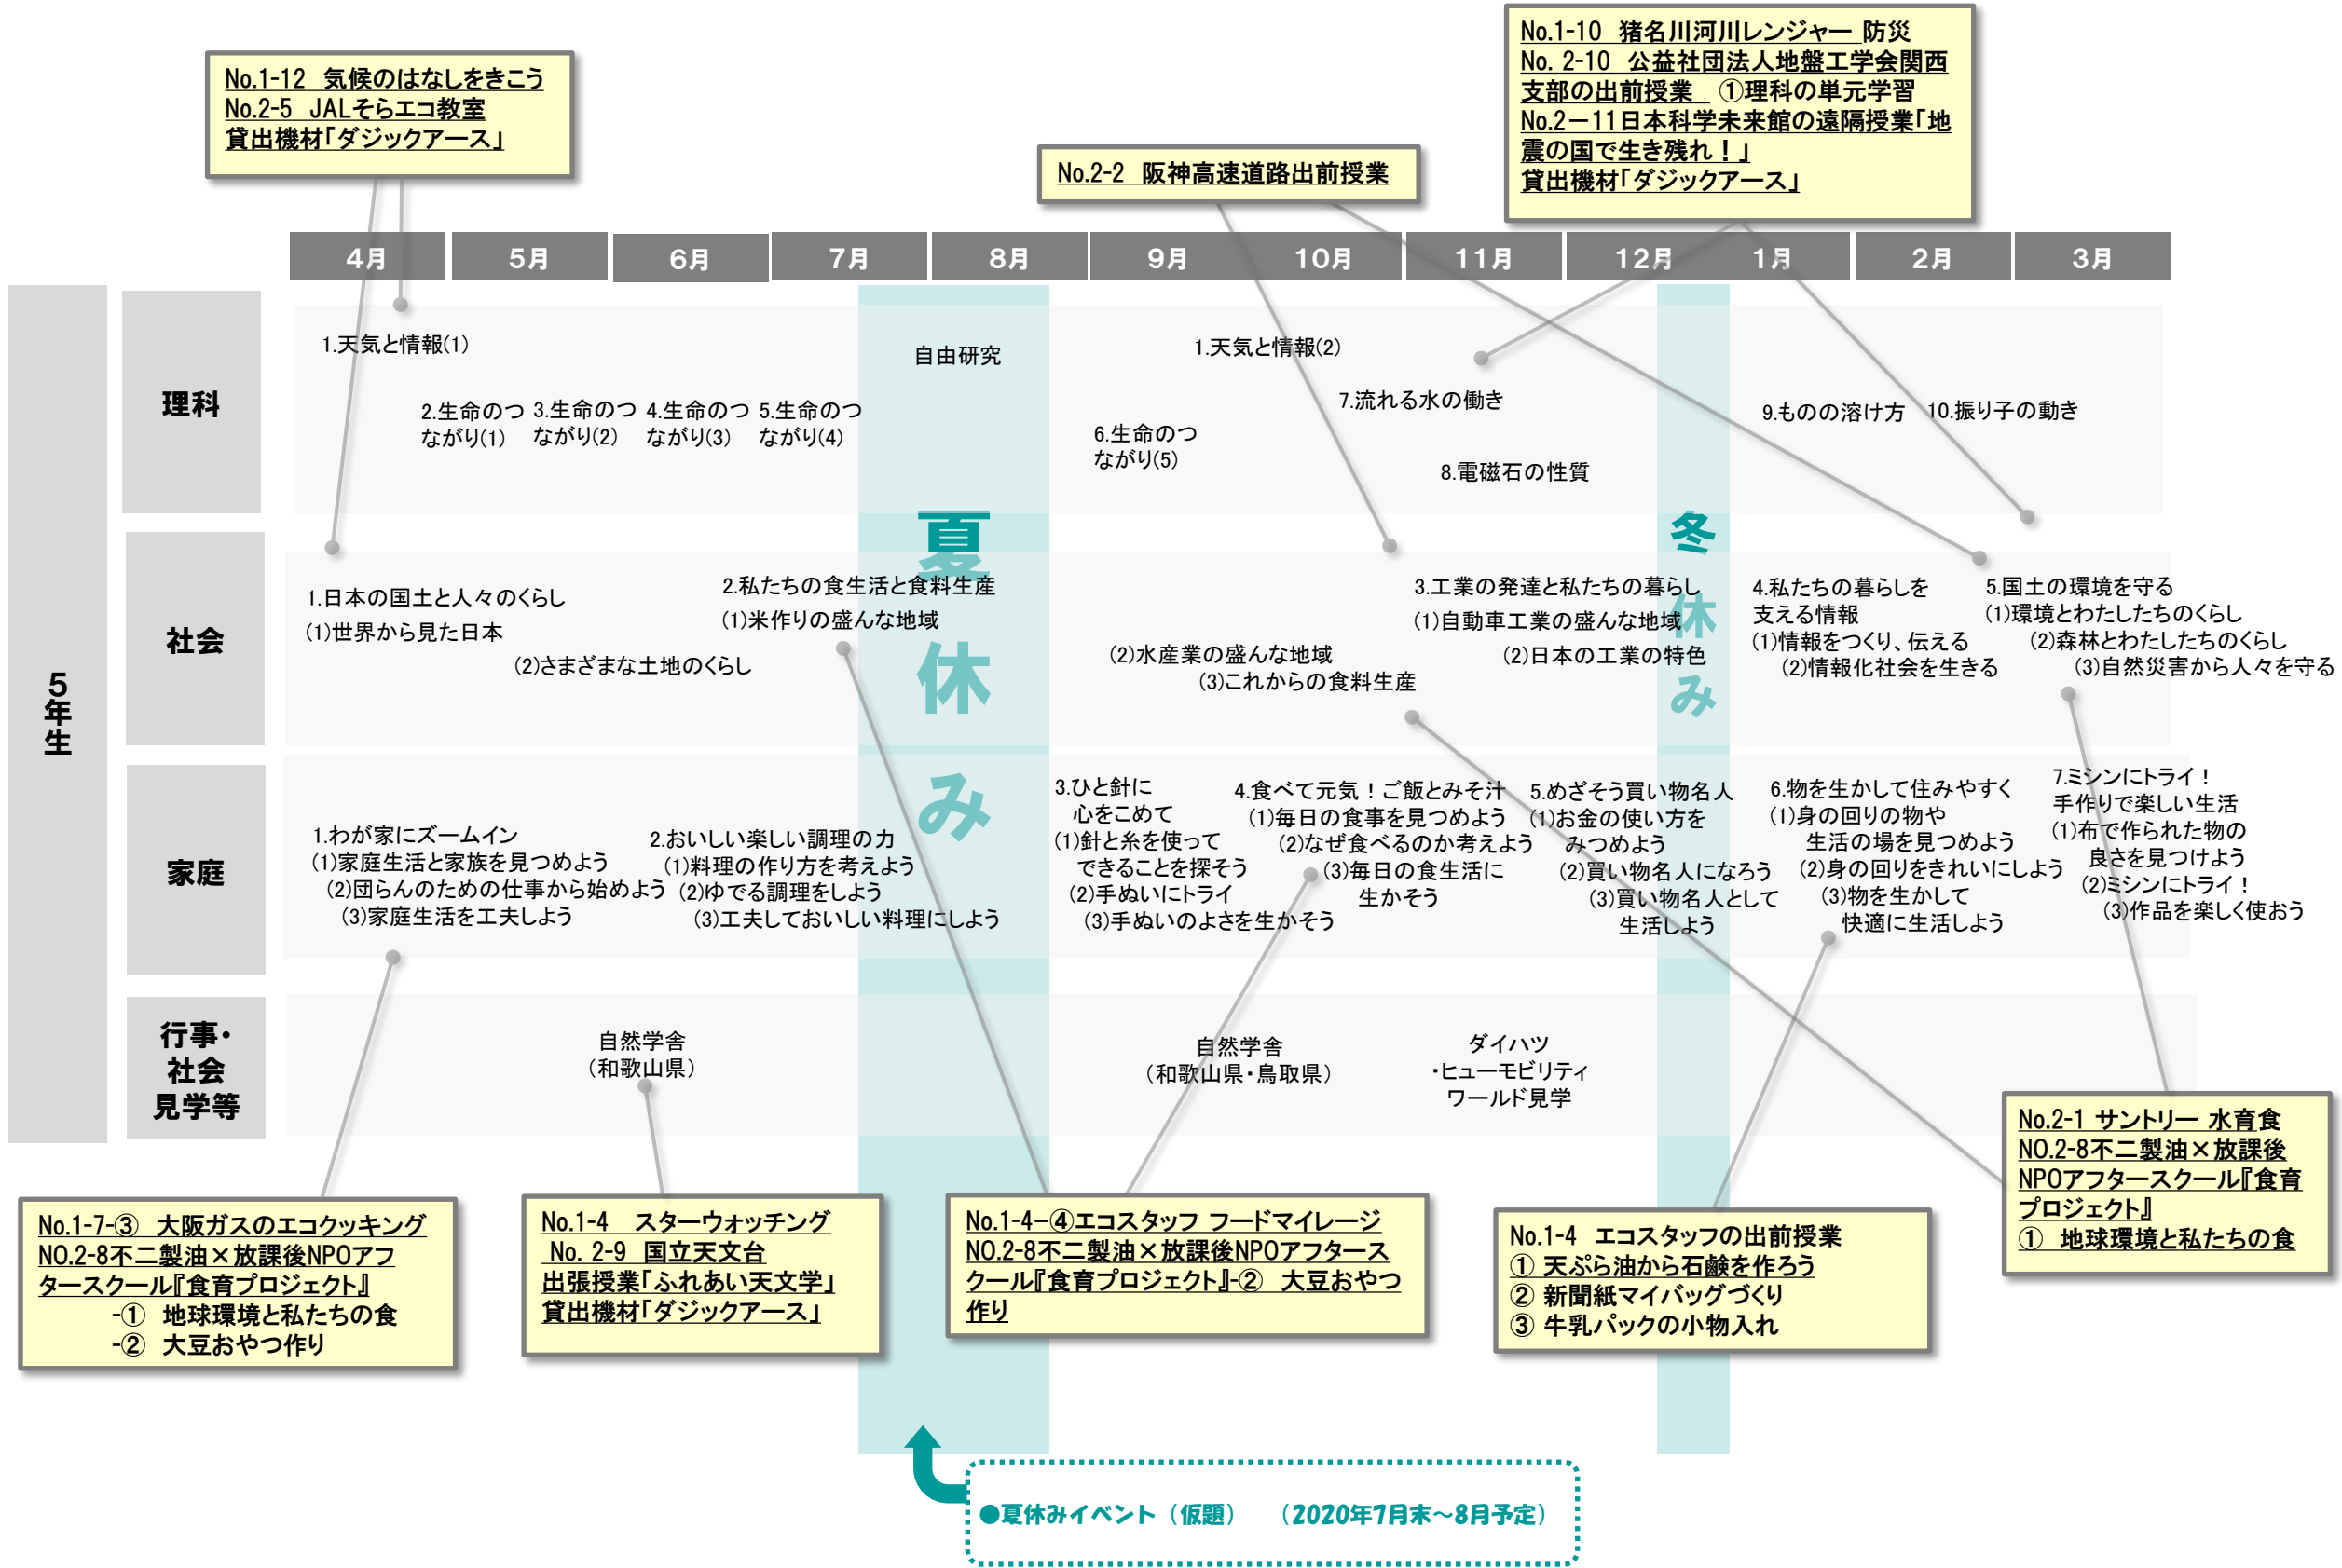 No.1-12　気候のはなしをきこう
No.2-5　JALそらエコ教室
貸出機材「ダジックアース」
No.2-2　阪神高速道路出前授業
No.1-10　猪名川河川レンジャー 防災
No. 2-10　公益社団法人地盤工学会関西
支部の出前授業　①理科の単元学習
No.2－11日本科学未来館の遠隔授業「地
震の国で生き残れ！」
貸出機材「ダジックアース」
4月
5月
6月
7月
8月
9月
10月
11月
12月
1月
2月
3月
5年生
理科
1.天気と情報(1)
2.生命のつ
ながり(1)
3.生命のつ
ながり(2)
4.生命のつ
ながり(3)
5.生命のつ
ながり(4)
自由研究
6.生命のつ
ながり(5)
1.天気と情報(2)
7.流れる水の働き
8.電磁石の性質
9.ものの溶け方
10.振り子の動き
夏休み
冬休み
社会
1.日本の国土と人々のくらし
(1)世界から見た日本
(2)さまざまな土地のくらし
2.私たちの食生活と食料生産
(1)米作りの盛んな地域
(2)水産業の盛んな地域
(3)これからの食料生産
3.工業の発達と私たちの暮らし
(1)自動車工業の盛んな地域
(2)日本の工業の特色
4.私たちの暮らしを
支える情報
(1)情報をつくり、伝える
(2)情報化社会を生きる
5.国土の環境を守る
(1)環境とわたしたちのくらし
(2)森林とわたしたちのくらし
(3)自然災害から人々を守る
家庭
1.わが家にズームイン
(1)家庭生活と家族を見つめよう
(2)団らんのための仕事から始めよう
(3)家庭生活を工夫しよう
2.おいしい楽しい調理の力
(1)料理の作り方を考えよう
(2)ゆでる調理をしよう
(3)工夫しておいしい料理にしよう
3.ひと針に
心をこめて
(1)針と糸を使って
できることを探そう
(2)手ぬいにトライ
(3)手ぬいのよさを生かそう
4.食べて元気！ご飯とみそ汁
(1)毎日の食事を見つめよう
(2)なぜ食べるのか考えよう
(3)毎日の食生活に
生かそう
5.めざそう買い物名人
(1)お金の使い方を
みつめよう
(2)買い物名人になろう
(3)買い物名人として
生活しよう
6.物を生かして住みやすく
(1)身の回りの物や
生活の場を見つめよう
(2)身の回りをきれいにしよう
(3)物を生かして
快適に生活しよう
7.ミシンにトライ！
手作りで楽しい生活
(1)布で作られた物の
良さを見つけよう
(2)ミシンにトライ！
(3)作品を楽しく使おう
行事・
社会
見学等
自然学舎
（和歌山県）
自然学舎
（和歌山県・鳥取県）
ダイハツ
・ヒューモビリティ
ワールド見学
No.1-7-③　大阪ガスのエコクッキング
NO.2-8不二製油×放課後NPOアフ
タースクール『食育プロジェクト』
-①　地球環境と私たちの食
-②　大豆おやつ作り
No.1-4　スターウォッチング
No. 2-9　国立天文台
出張授業「ふれあい天文学」
貸出機材「ダジックアース」
No.1-4－④エコスタッフ フードマイレージ
NO.2-8不二製油×放課後NPOアフタース
クール『食育プロジェクト』-②　大豆おやつ
作り
No.1-4　エコスタッフの出前授業
① 天ぷら油から石鹸を作ろう
② 新聞紙マイバッグづくり
③ 牛乳パックの小物入れ
No.2-1 サントリー 水育食
NO.2-8不二製油×放課後
NPOアフタースクール『食育
プロジェクト』
①　地球環境と私たちの食
●夏休みイベント（仮題）　（2020年7月末～8月予定）